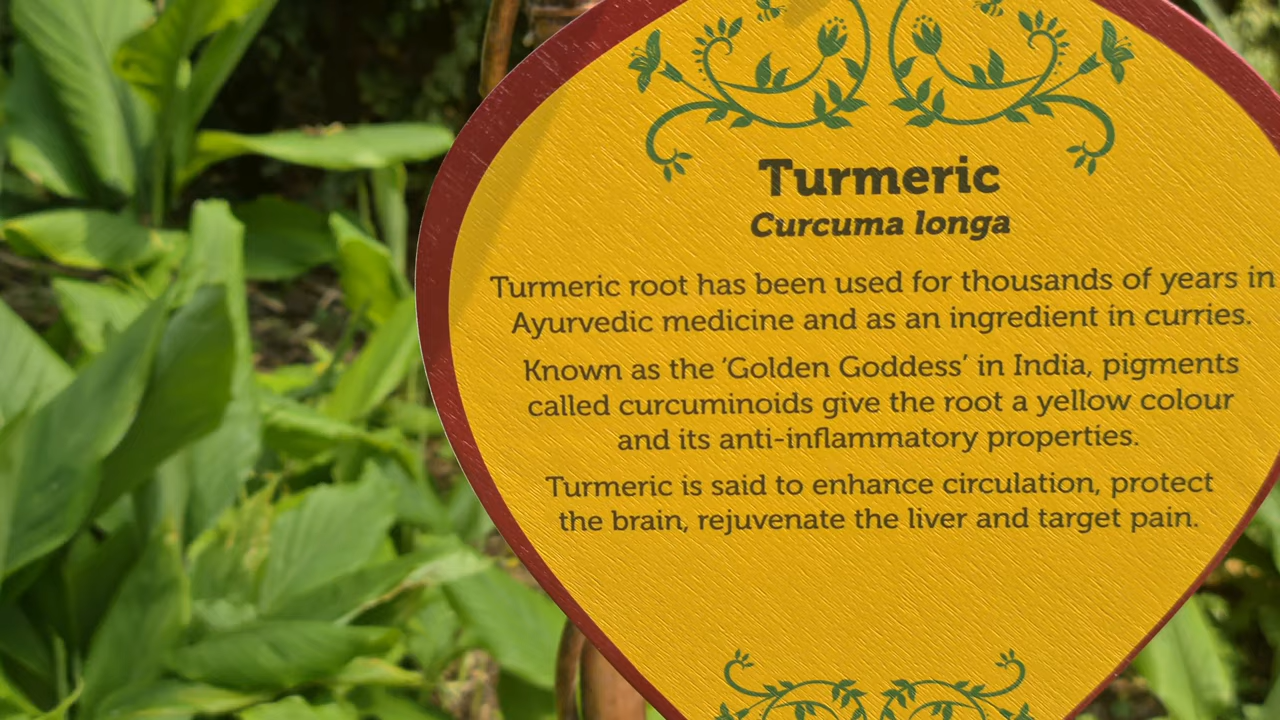 Turmeric
Curcuma longa
Turmeric root has been used for thousands of years in
Ayurvedic medicine and as an ingredient in curries.
Known as the ‘Golden Goddess’ in India, pigments
called curcuminoids give the root a yellow colour
and its anti-inflammatory properties.
Turmeric is said to enhance circulation, protect
the brain, rejuvenate the liver and target pain.